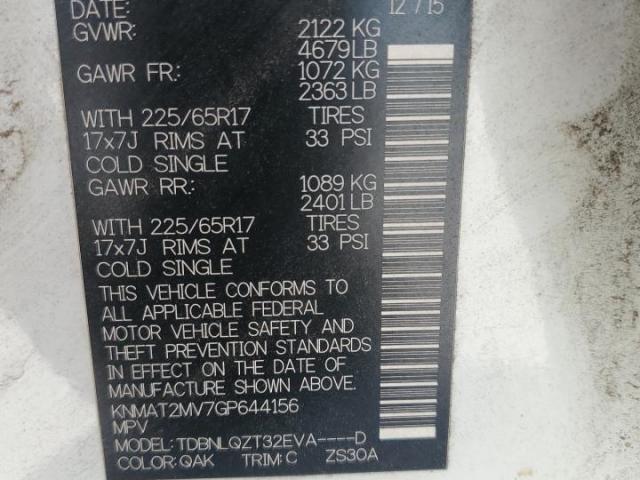 DATE: 12/15
GVWR: 2122 KG
4679 LB
GAWR FR: 1072 KG
2363 LB
WITH 225/65R17 TIRES
17x7J RIMS AT 33 PSI
COLD SINGLE
GAWR RR: 1089 KG
2401 LB
WITH 225/65R17 TIRES
17x7J RIMS AT 33 PSI
COLD SINGLE
THIS VEHICLE CONFORMS TO
ALL APPLICABLE FEDERAL
MOTOR VEHICLE SAFETY AND
THEFT PREVENTION STANDARDS
IN EFFECT ON THE DATE OF
MANUFACTURE SHOWN ABOVE.
KNMAT2MV7GP644156
MPV
MODEL: TDBNLQZT32EVA----D
COLOR: QAK TRIM: C ZS30A